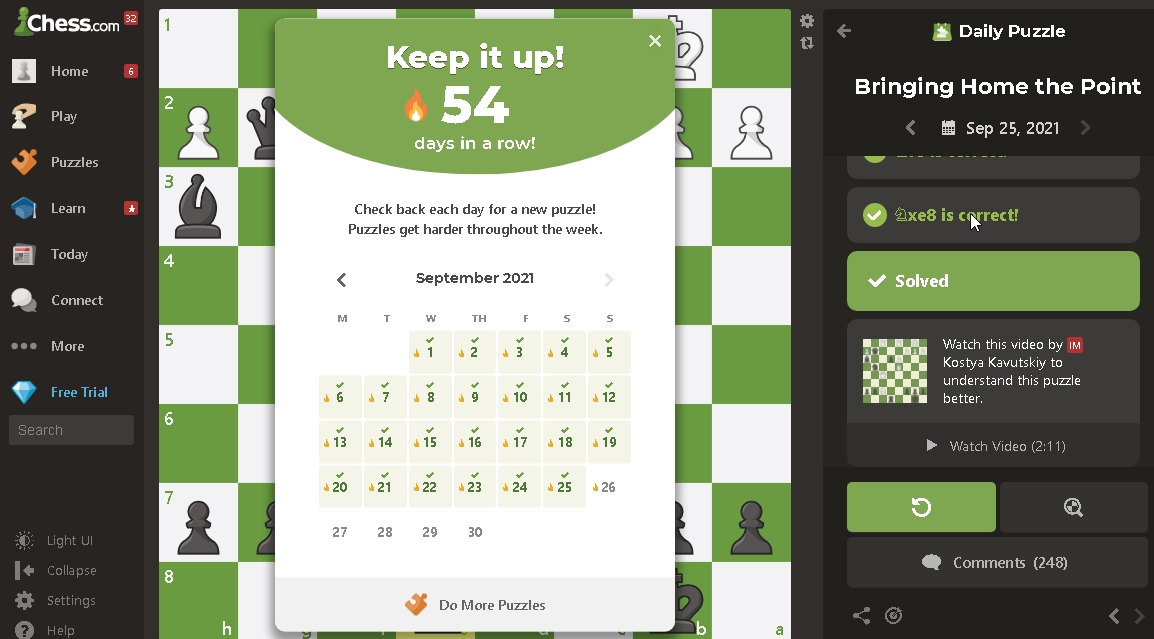 Chess.com
32
Home
6
Play
Puzzles
Learn
Today
Connect
More
Free Trial
Search
Light UI
Collapse
Settings
Help
1
2
3
4
5
6
7
8
h
b
a
Keep it up!
54
days in a row!
Check back each day for a new puzzle!
Puzzles get harder throughout the week.
September 2021
M T W TH F S S
1 2 3 4 5
6 7 8 9 10 11 12
13 14 15 16 17 18 19
20 21 22 23 24 25 26
27 28 29 30
Do More Puzzles
Daily Puzzle
Bringing Home the Point
Sep 25, 2021
is correct!
♘xe8 is correct!
Solved
Watch this video by IM
Kostya Kavutskiy to
understand this puzzle
better.
Watch Video (2:11)
Comments (248)